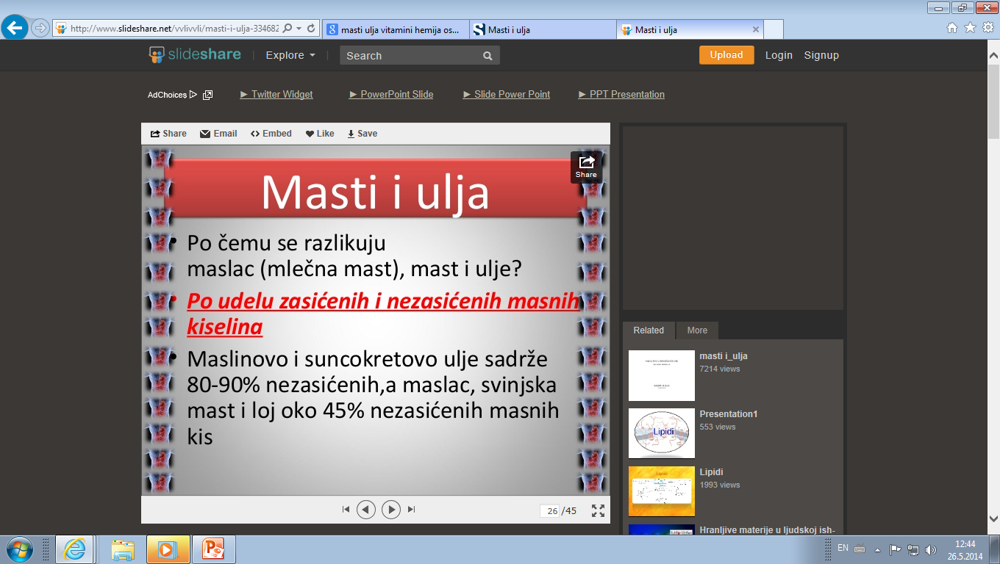 http://www.slideshare.net/vvlivvli/masti-i-ulja-334682
masti ulja vitamini hemija os...
Masti i ulja
Masti i ulja
slideshare
Explore
Search
Upload
Login
Signup
AdChoices
► Twitter Widget
► PowerPoint Slide
► Slide Power Point
► PPT Presentation
Share
Email
Embed
Like
Save
Share
Masti i ulja
• Po čemu se razlikuju
maslac (mlečna mast), mast i ulje?
• Po udelu zasićenih i nezasićenih masnih
kiselina
• Maslinovo i suncokretovo ulje sadrže
80-90% nezasićenih,a maslac, svinjska
mast i loj oko 45% nezasićenih masnih
kis
26 /45
Related
More
masti i_ulja
7214 views
Presentation1
553 views
Lipidi
Lipidi
1993 views
Hranljive materije u ljudskoj ish-
EN
12:44
26.5.2014